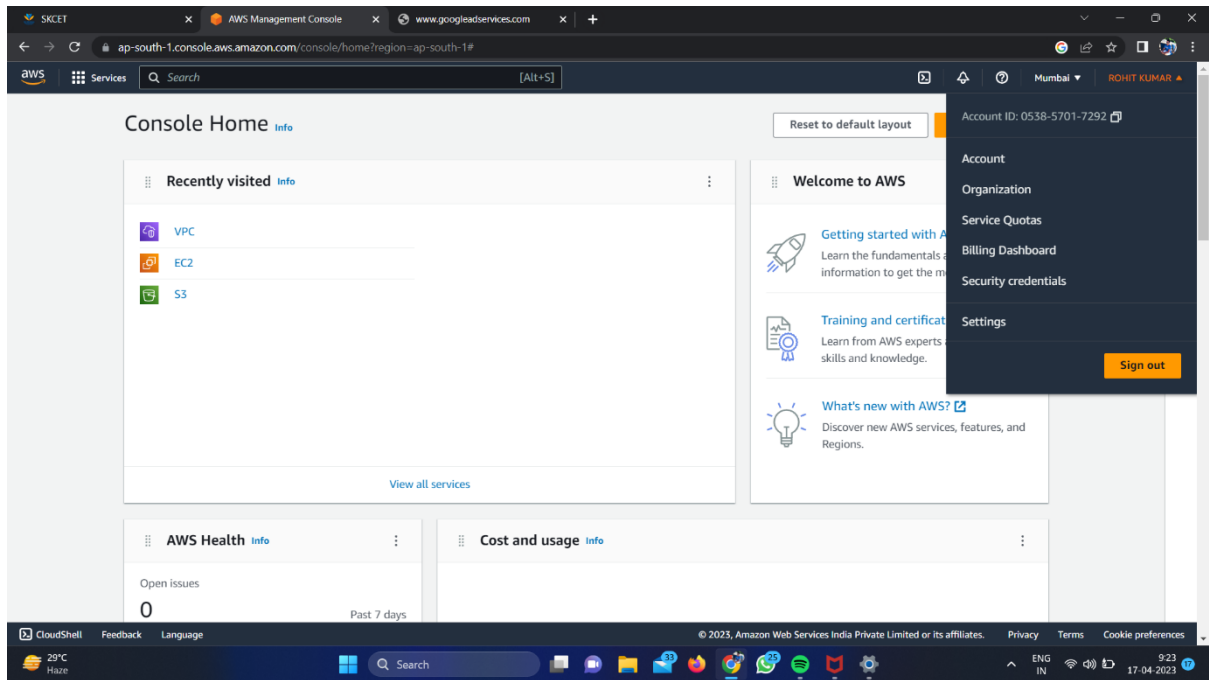 SKCET
AWS Management Console
www.googleadservices.com
ap-south-1.console.aws.amazon.com/console/home?region=ap-south-1#
aws
Services
Search
[Alt+S]
Mumbai ▼
ROHIT KUMAR ▲
Console Home Info
Reset to default layout
Account ID: 0538-5701-7292
Account
Organization
Service Quotas
Billing Dashboard
Security credentials
Settings
Sign out
Recently visited Info
VPC
EC2
S3
View all services
Welcome to AWS
Getting started with A
Learn the fundamentals a
information to get the m
Training and certificat
Learn from AWS experts
skills and knowledge.
What's new with AWS?
Discover new AWS services, features, and
Regions.
AWS Health Info
Open issues
0
Past 7 days
Cost and usage Info
CloudShell Feedback Language
© 2023, Amazon Web Services India Private Limited or its affiliates. Privacy Terms Cookie preferences
29°C
Haze
Search
33
25
ENG
IN
9:23
17-04-2023
17